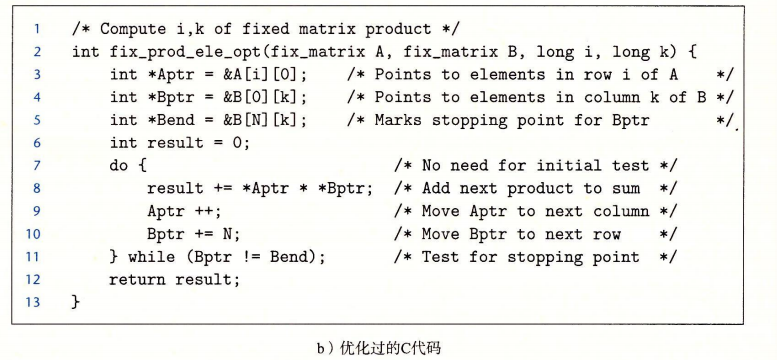 1 /* Compute i,k of fixed matrix product */
2 int fix_prod_ele_opt(fix_matrix A, fix_matrix B, long i, long k) {
3 int *Aptr = &A[i][0]; /* Points to elements in row i of A */
4 int *Bptr = &B[0][k]; /* Points to elements in column k of B */
5 int *Bend = &B[N][k]; /* Marks stopping point for Bptr */
6 int result = 0;
7 do { /* No need for initial test */
8 result += *Aptr * *Bptr; /* Add next product to sum */
9 Aptr ++; /* Move Aptr to next column */
10 Bptr += N; /* Move Bptr to next row */
11 } while (Bptr != Bend); /* Test for stopping point */
12 return result;
13 }
b）优化过的C代码